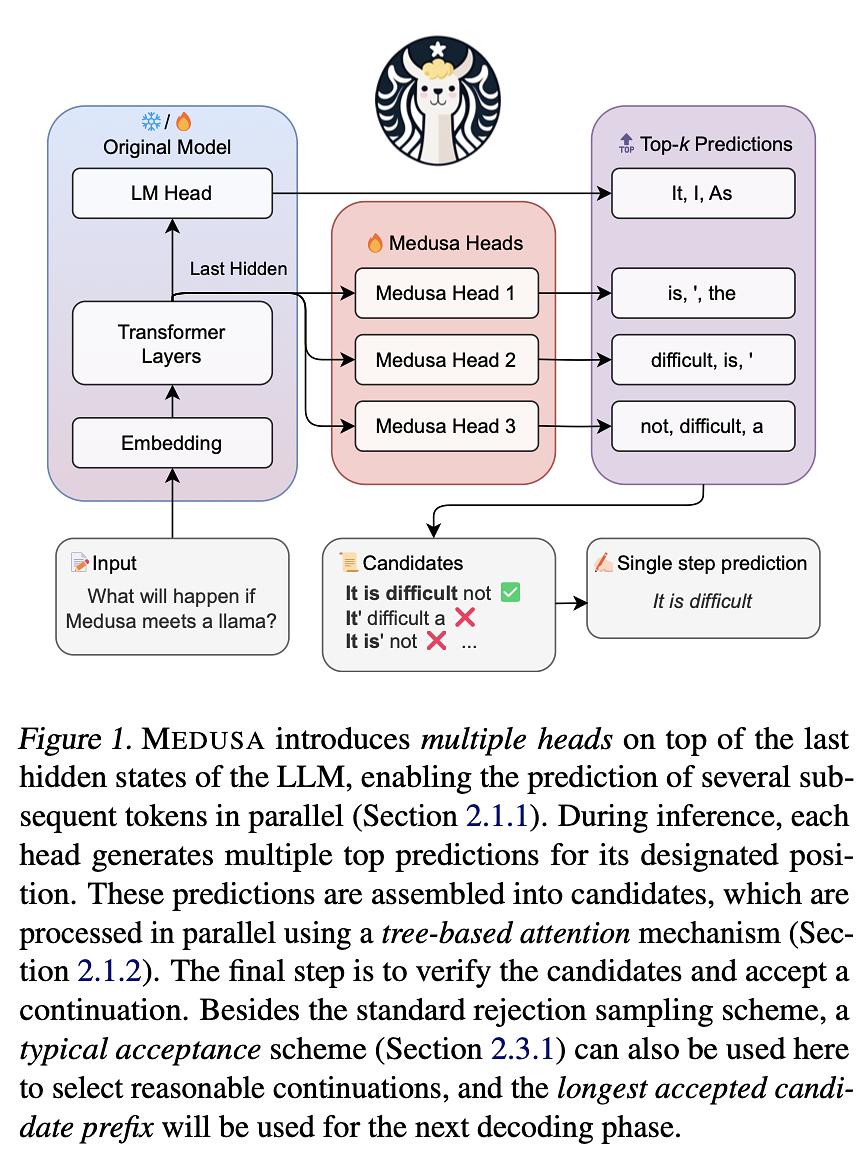 Original Model
LM Head
Last Hidden
Transformer
Layers
Embedding
Medusa Heads
Medusa Head 1
Medusa Head 2
Medusa Head 3
TOP
Top-k Predictions
It, I, As
is, ', the
difficult, is, '
not, difficult, a
Input
What will happen if
Medusa meets a llama?
Candidates
It is difficult not ✅
It' difficult a ❌
It is' not ❌ ...
Single step prediction
It is difficult
Figure 1. MEDUSA introduces multiple heads on top of the last
hidden states of the LLM, enabling the prediction of several sub-
sequent tokens in parallel (Section 2.1.1). During inference, each
head generates multiple top predictions for its designated posi-
tion. These predictions are assembled into candidates, which are
processed in parallel using a tree-based attention mechanism (Sec-
tion 2.1.2). The final step is to verify the candidates and accept a
continuation. Besides the standard rejection sampling scheme, a
typical acceptance scheme (Section 2.3.1) can also be used here
to select reasonable continuations, and the longest accepted candi-
date prefix will be used for the next decoding phase.